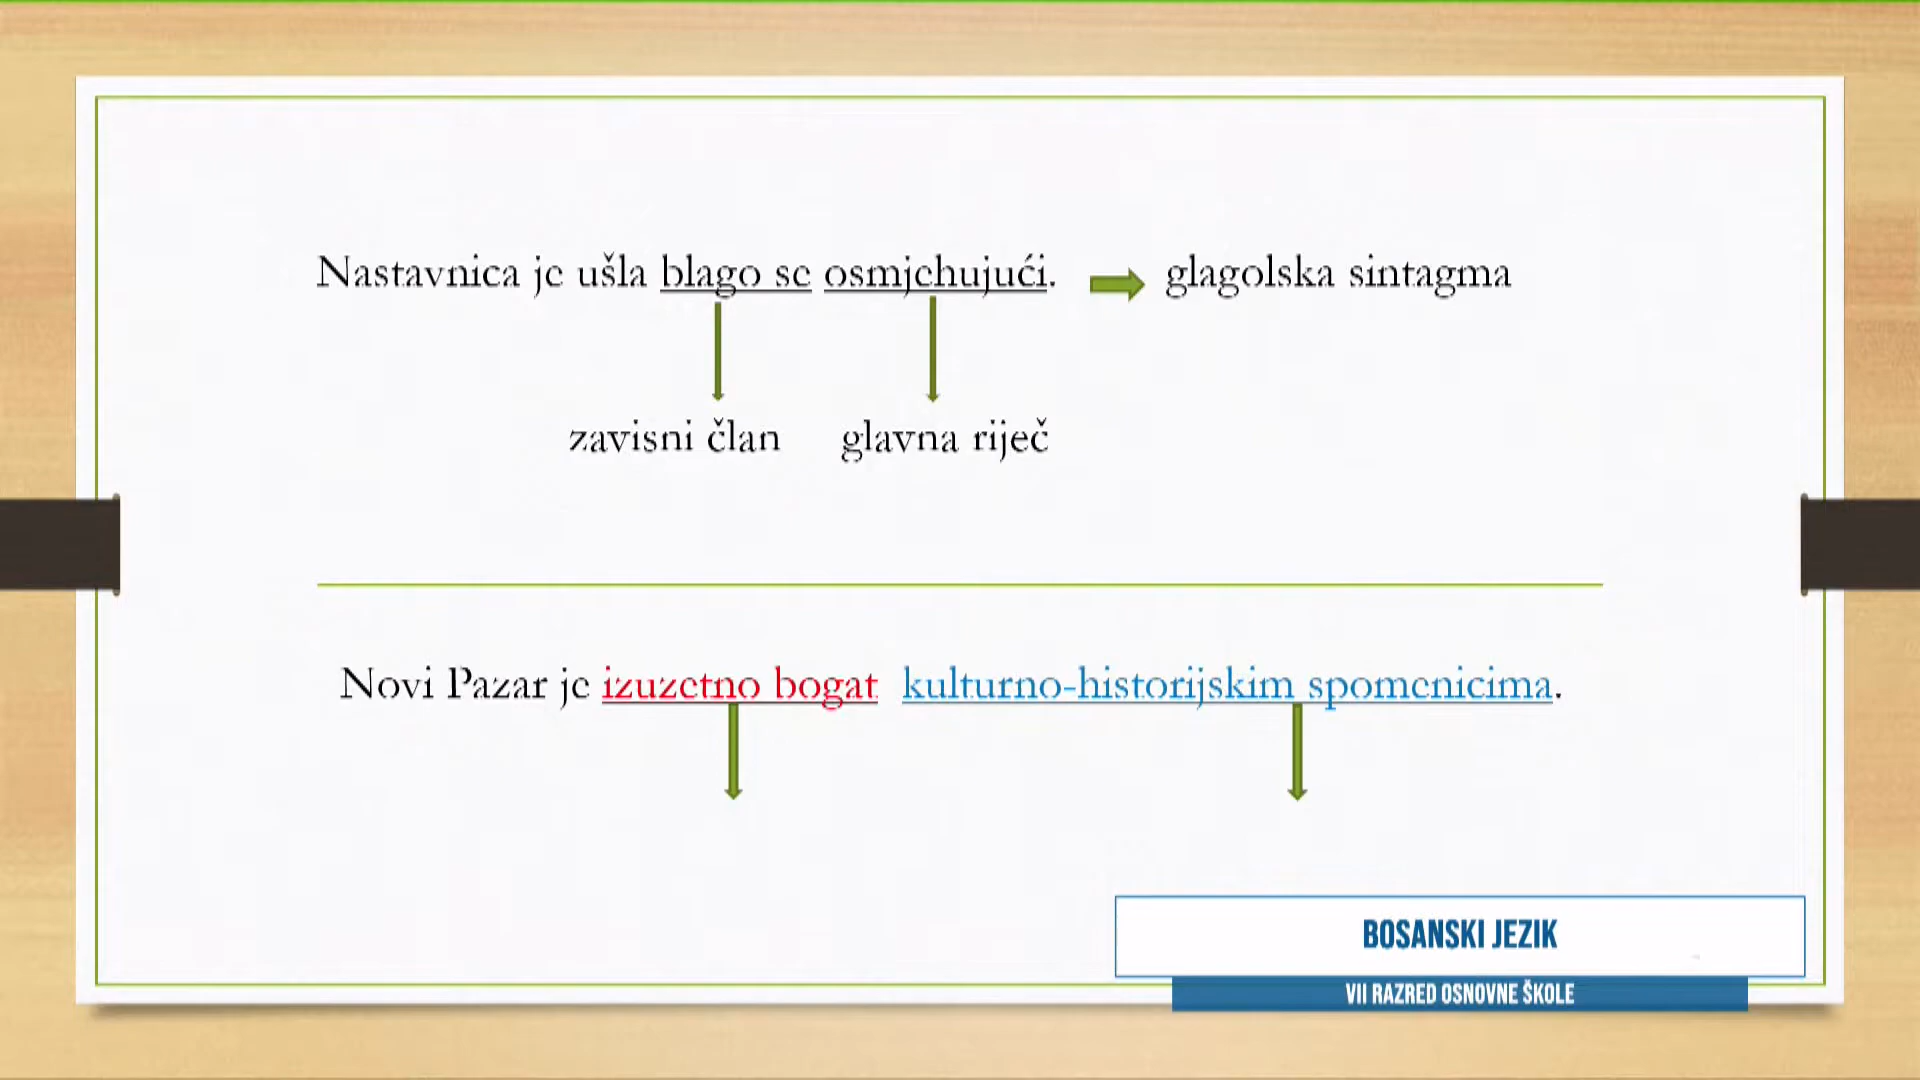 Nastavnica je ušla blago se osmjehujući. glagolska sintagma
zavisni član glavna riječ
Novi Pazar je izuzetno bogat kulturno-historijskim spomenicima.
BOSANSKI JEZIK
VII RAZRED OSNOVNE ŠKOLE